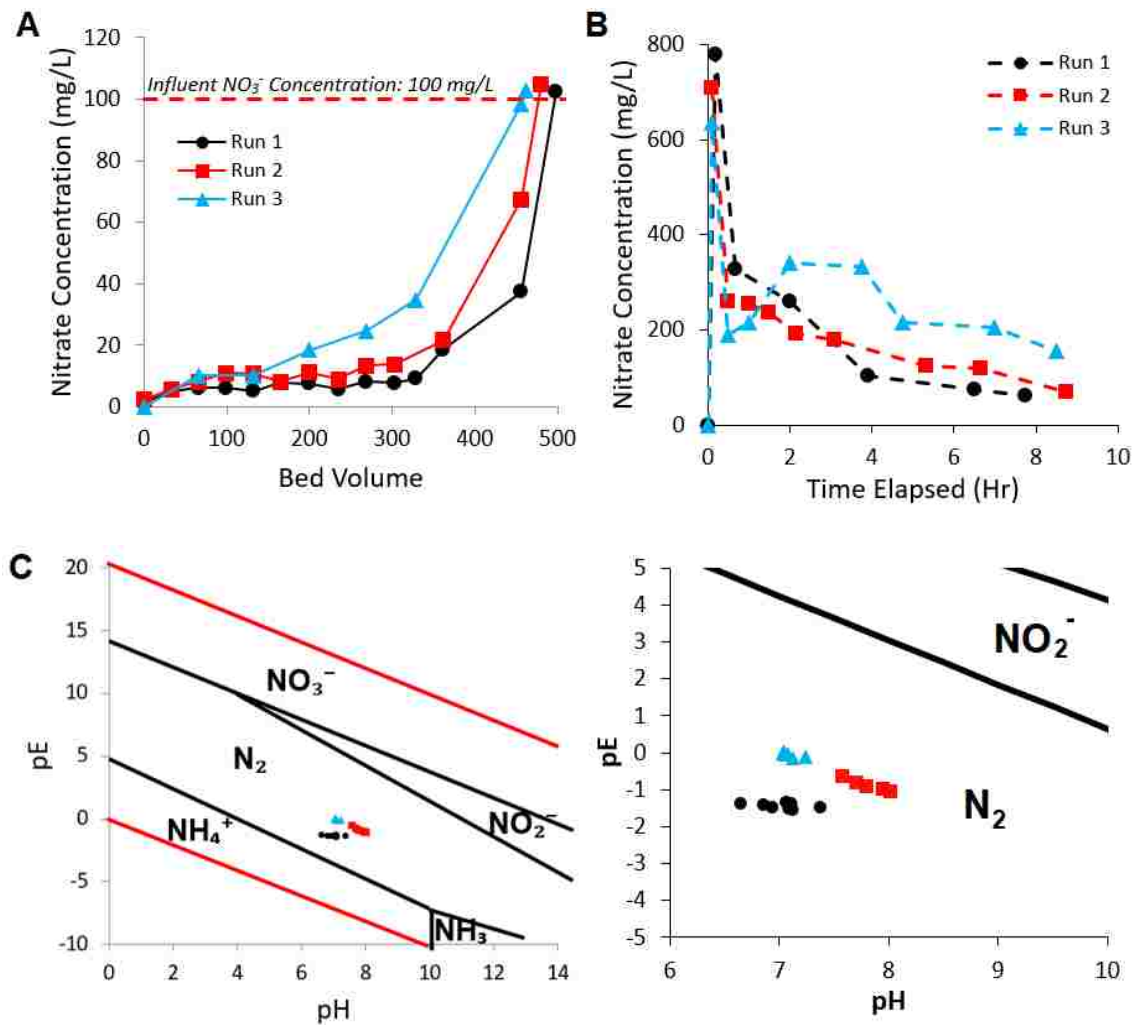 A
Nitrate Concentration (mg/L)
120
100
80
60
40
20
0
Influent NO₃⁻ Concentration: 100 mg/L
Run 1
Run 2
Run 3
0 100 200 300 400 500
Bed Volume
B
Nitrate Concentration (mg/L)
800
600
400
200
0
Run 1
Run 2
Run 3
0 2 4 6 8 10
Time Elapsed (Hr)
C
pE
20
15
10
5
0
-5
-10
NO₃⁻
N₂
NH₄⁺
NO₂⁻
NH₃
0 2 4 6 8 10 12 14
pH
pE
5
4
3
2
1
0
-1
-2
-3
-4
-5
NO₂⁻
N₂
6 7 8 9 10
pH